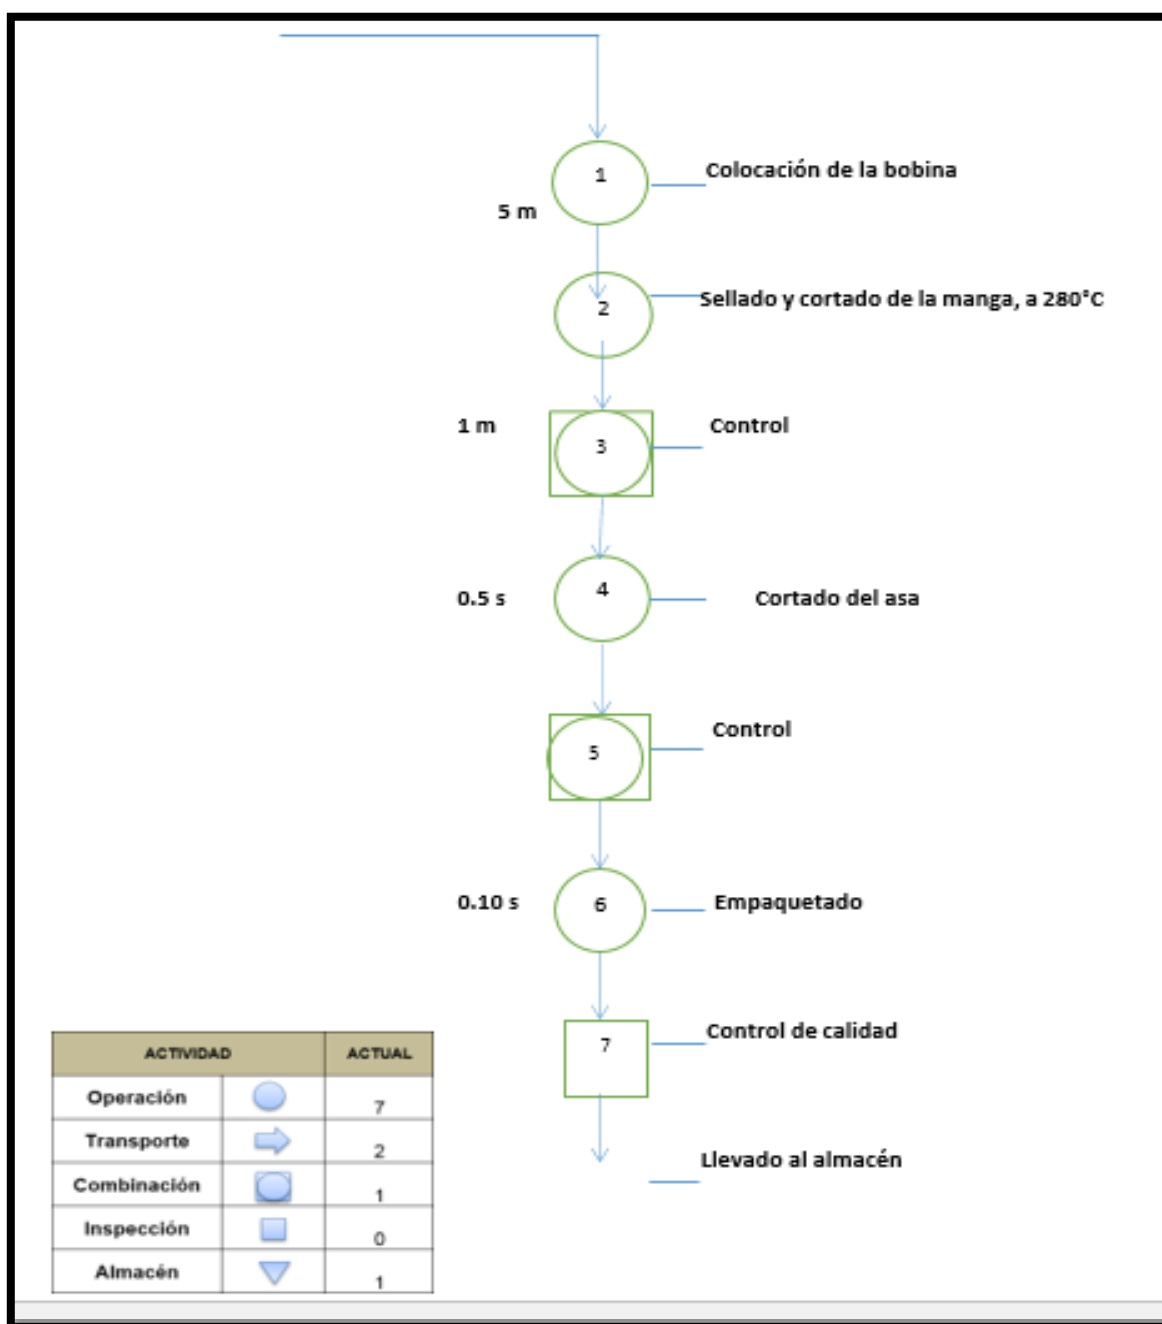 1
Colocación de la bobina
5 m
2
Sellado y cortado de la manga, a 280°C
1 m
3
Control
0.5 s
4
Cortado del asa
5
Control
0.10 s
6
Empaquetado
7
Control de calidad
Llevado al almacén
ACTIVIDAD ACTUAL
Operación 7
Transporte 2
Combinación 1
Inspección 0
Almacén 1